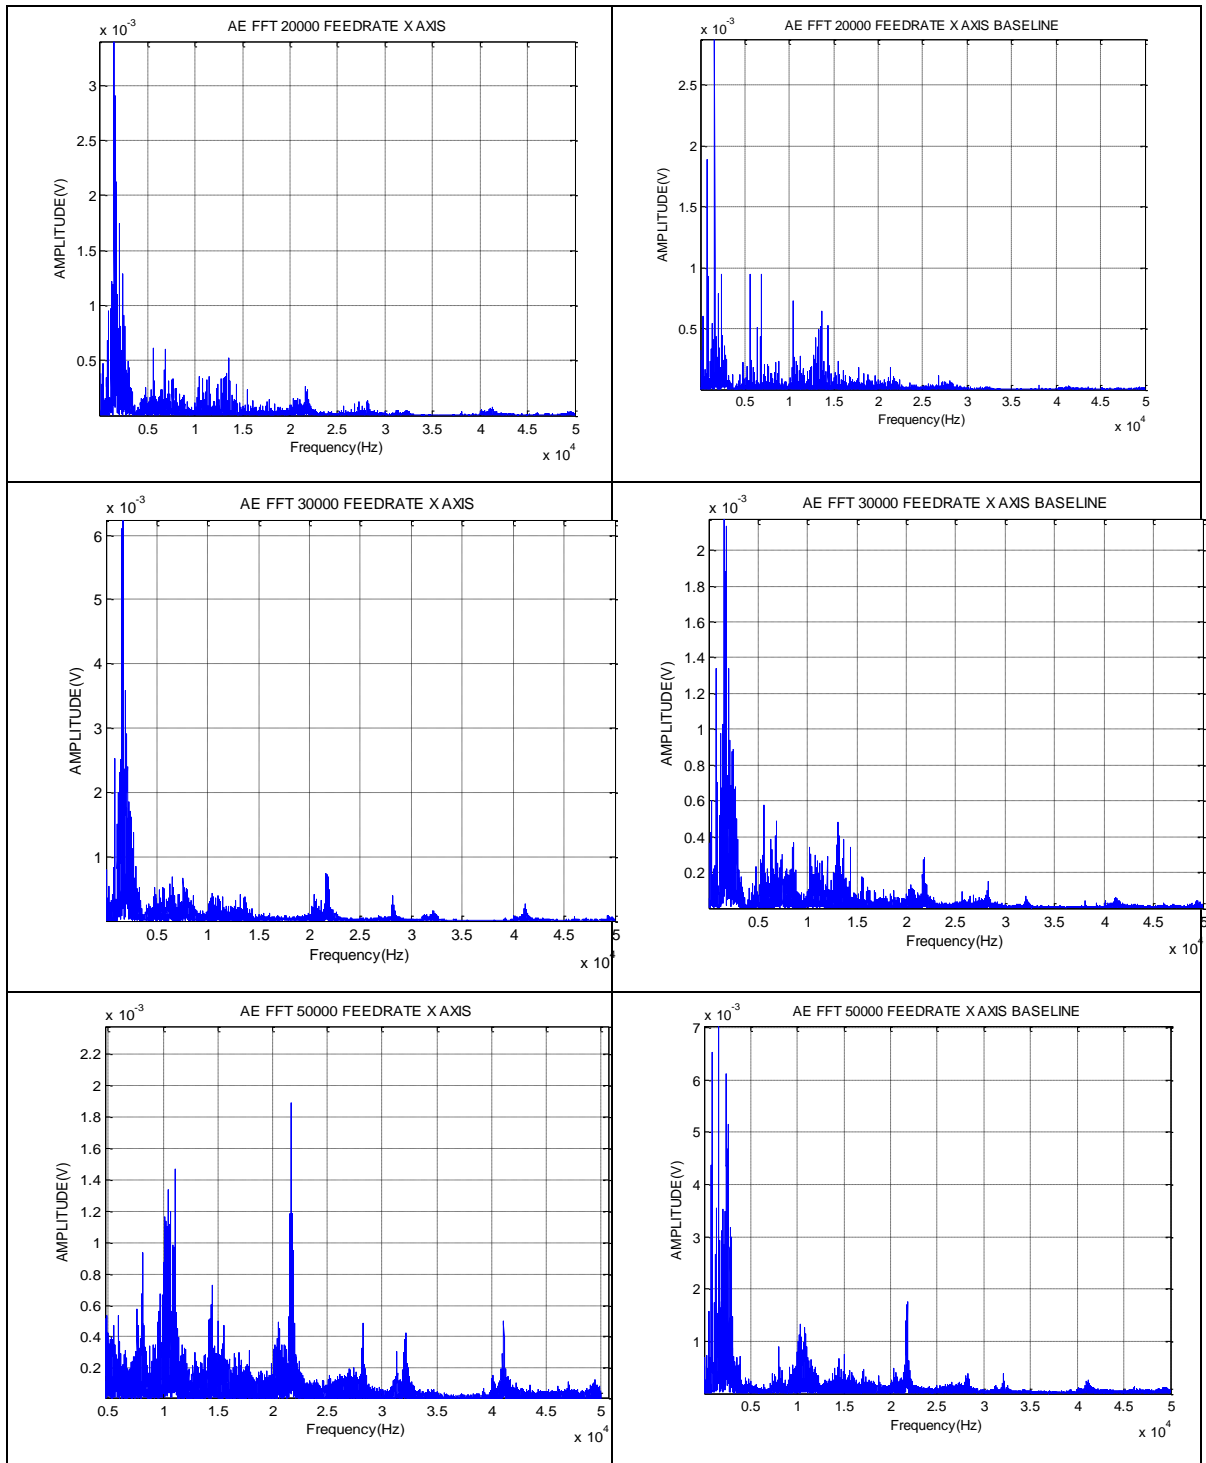 AE FFT 20000 FEEDRATE X AXIS
x 10-3
3
2.5
2
1.5
1
0.5
AMPLITUDE(V)
0.5 1 1.5 2 2.5 3 3.5 4 4.5 5
Frequency(Hz)
x 10 4
AE FFT 20000 FEEDRATE X AXIS BASELINE
x 10-3
2.5
2
1.5
1
0.5
AMPLITUDE(V)
0.5 1 1.5 2 2.5 3 3.5 4 4.5 5
Frequency(Hz)
x 10 4
AE FFT 30000 FEEDRATE X AXIS
x 10-3
6
5
4
3
2
1
AMPLITUDE(V)
0.5 1 1.5 2 2.5 3 3.5 4 4.5 5
Frequency(Hz)
x 10 4
AE FFT 30000 FEEDRATE X AXIS BASELINE
x 10-3
2
1.8
1.6
1.4
1.2
1
0.8
0.6
0.4
0.2
AMPLITUDE(V)
0.5 1 1.5 2 2.5 3 3.5 4 4.5 5
Frequency(Hz)
x 10 4
AE FFT 50000 FEEDRATE X AXIS
x 10-3
2.2
2
1.8
1.6
1.4
1.2
1
0.8
0.6
0.4
0.2
AMPLITUDE(V)
0.5 1 1.5 2 2.5 3 3.5 4 4.5 5
Frequency(Hz)
x 10 4
AE FFT 50000 FEEDRATE X AXIS BASELINE
x 10-3
7
6
5
4
3
2
1
AMPLITUDE(V)
0.5 1 1.5 2 2.5 3 3.5 4 4.5 5
Frequency(Hz)
x 10 4